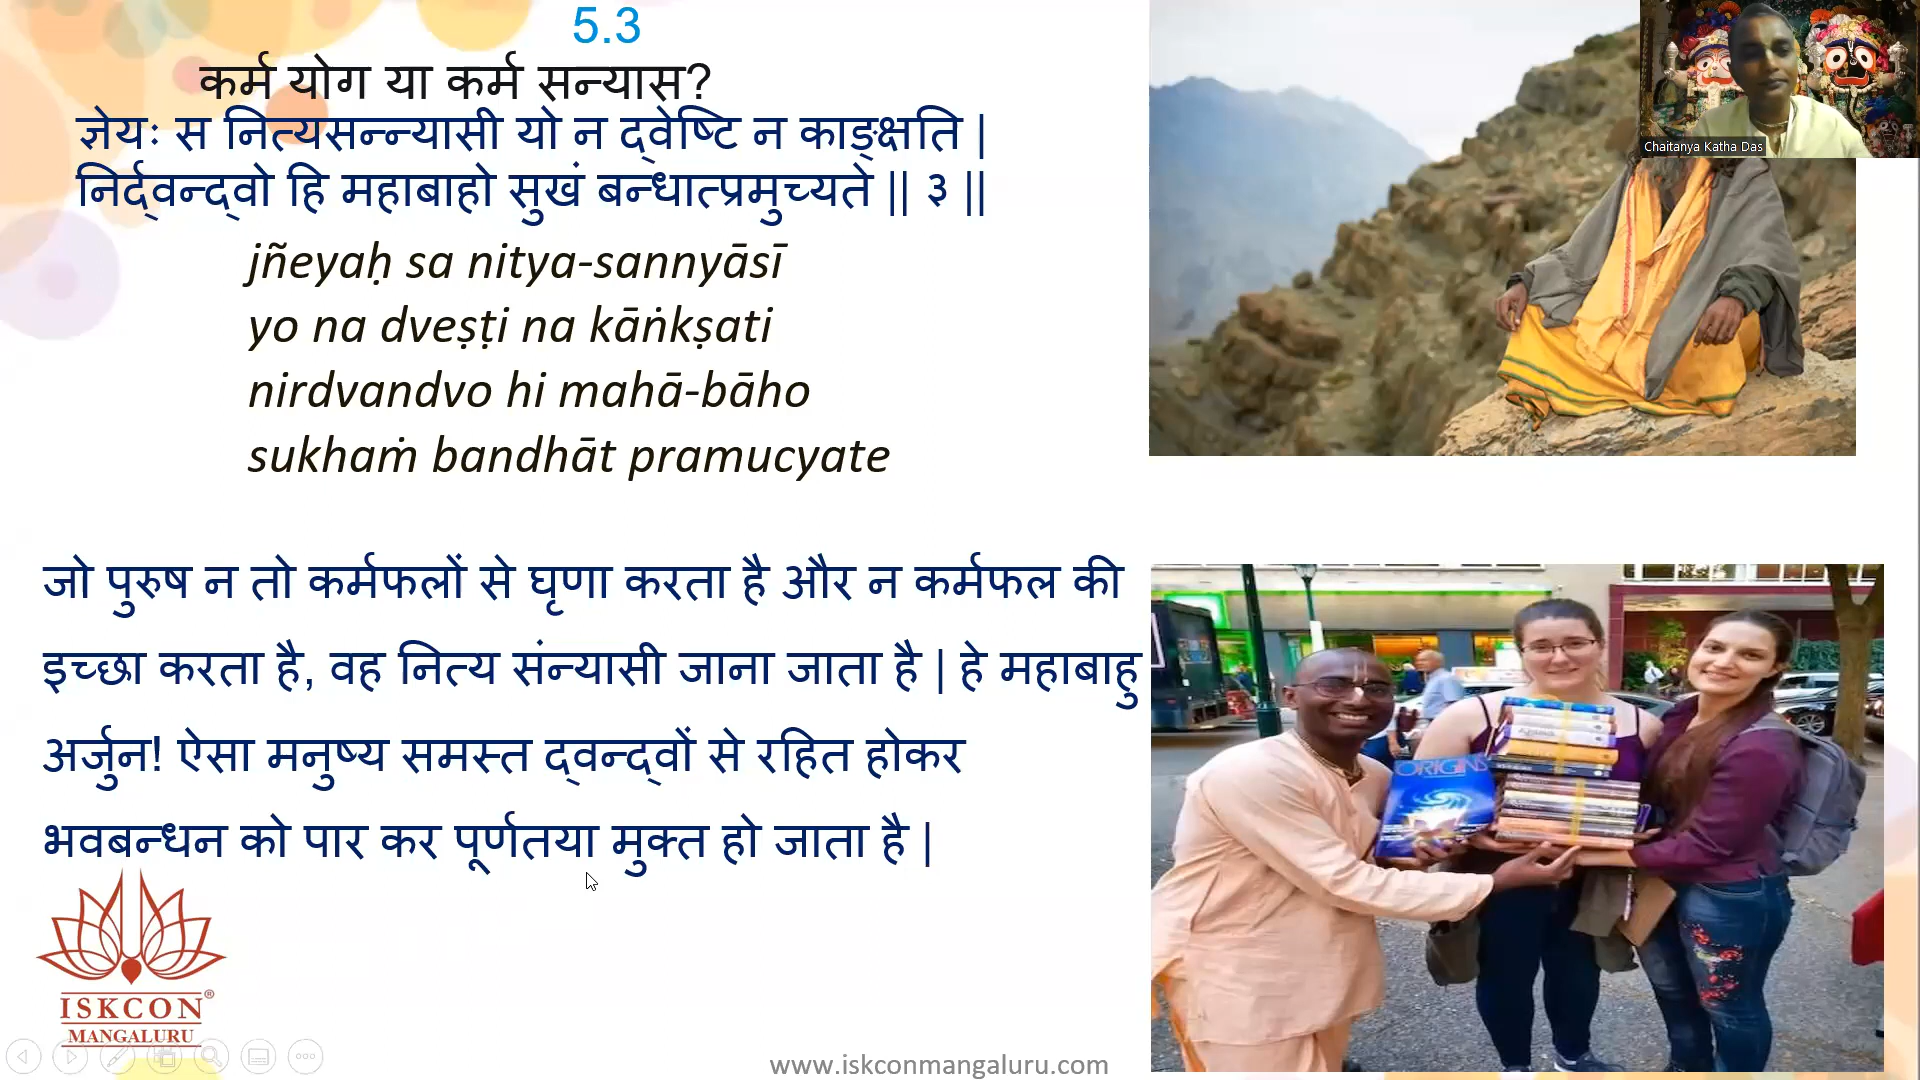 5.3
कर्म योग या कर्म सन्यास?
ज्ञेयः स नित्यसन्न्यासी यो न द्वेष्टि न काङ्क्षति |
निर्द्वन्द्वो हि महाबाहो सुखं बन्धात्प्रमुच्यते || ३ ||
jñeyaḥ sa nitya-sannyāsī
yo na dveṣṭi na kāṅkṣati
nirdvandvo hi mahā-bāho
sukhaṁ bandhāt pramucyate
जो पुरुष न तो कर्मफलों से घृणा करता है और न कर्मफल की
इच्छा करता है, वह नित्य संन्यासी जाना जाता है | हे महाबाहु
अर्जुन! ऐसा मनुष्य समस्त द्वन्द्वों से रहित होकर
भवबन्धन को पार कर पूर्णतया मुक्त हो जाता है |
ISKCON®
MANGALURU
www.iskconmangaluru.com
Chaitanya Katha Das
ORIGINS